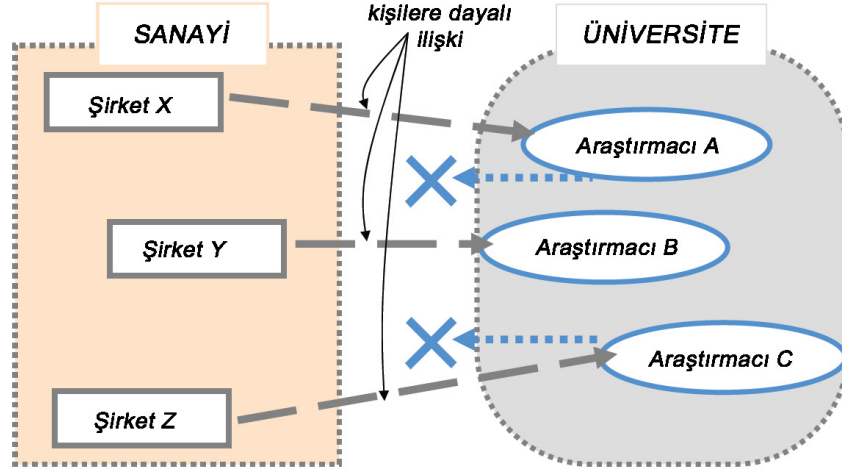 SANAYİ
kişilere dayalı
ilişki
ÜNİVERSİTE
Şirket X
Araştırmacı A
Şirket Y
Araştırmacı B
Araştırmacı C
Şirket Z